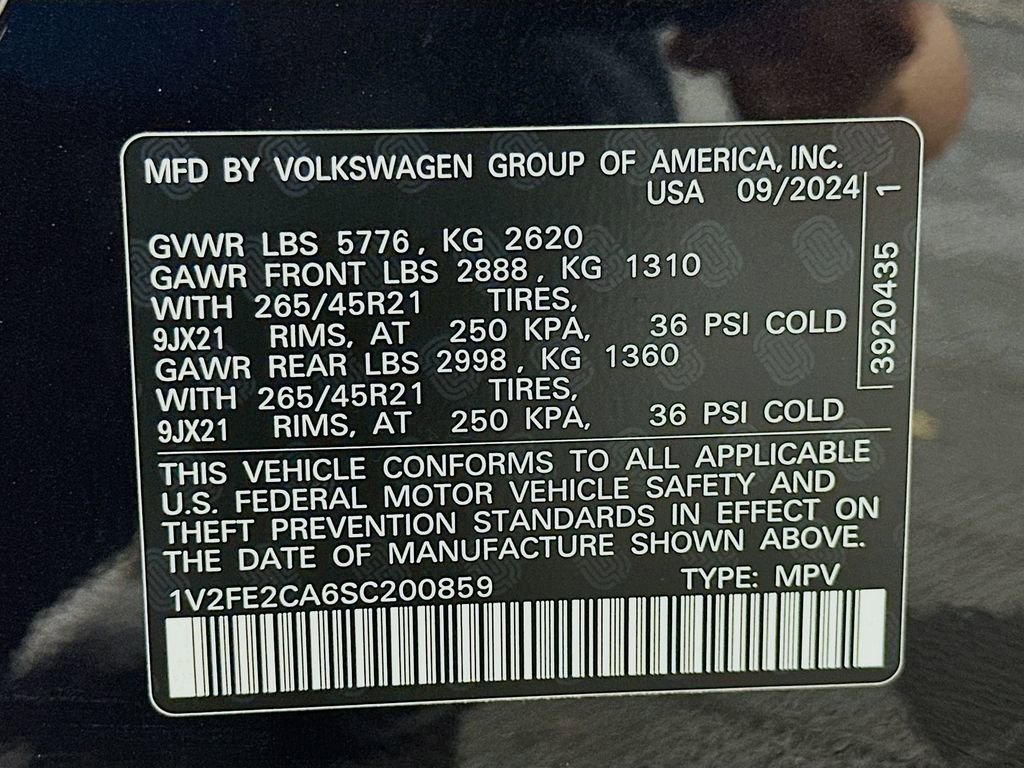 MFD BY VOLKSWAGEN GROUP OF AMERICA, INC.
USA 09/2024
GVWR LBS 5776, KG 2620
GAWR FRONT LBS 2888, KG 1310
WITH 265/45R21 TIRES,
9JX21 RIMS, AT 250 KPA, 36 PSI COLD
GAWR REAR LBS 2998, KG 1360
WITH 265/45R21 TIRES,
9JX21 RIMS, AT 250 KPA, 36 PSI COLD
THIS VEHICLE CONFORMS TO ALL APPLICABLE
U.S. FEDERAL MOTOR VEHICLE SAFETY AND
THEFT PREVENTION STANDARDS IN EFFECT ON
THE DATE OF MANUFACTURE SHOWN ABOVE.
1V2FE2CA6SC200859 TYPE: MPV
3920435 1